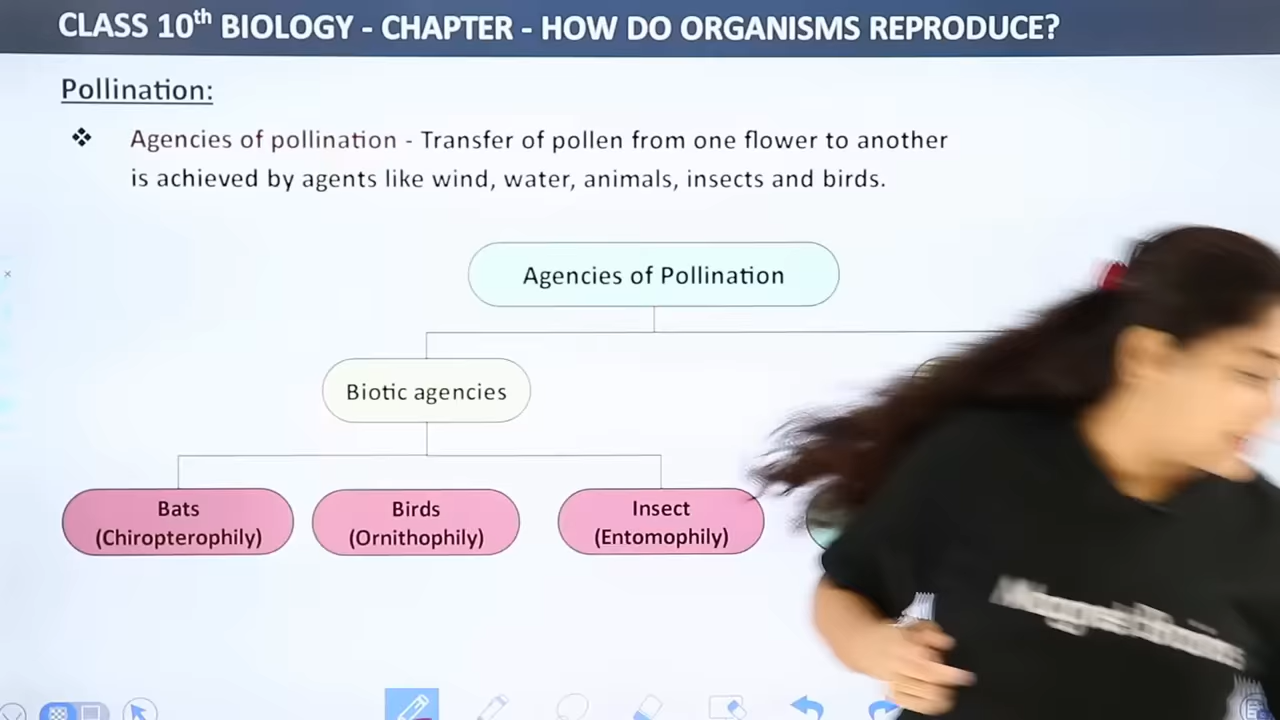 CLASS 10th BIOLOGY - CHAPTER - HOW DO ORGANISMS REPRODUCE?
Pollination:
❖ Agencies of pollination - Transfer of pollen from one flower to another
is achieved by agents like wind, water, animals, insects and birds.
Agencies of Pollination
Biotic agencies
Bats
(Chiropterophily)
Birds
(Ornithophily)
Insect
(Entomophily)